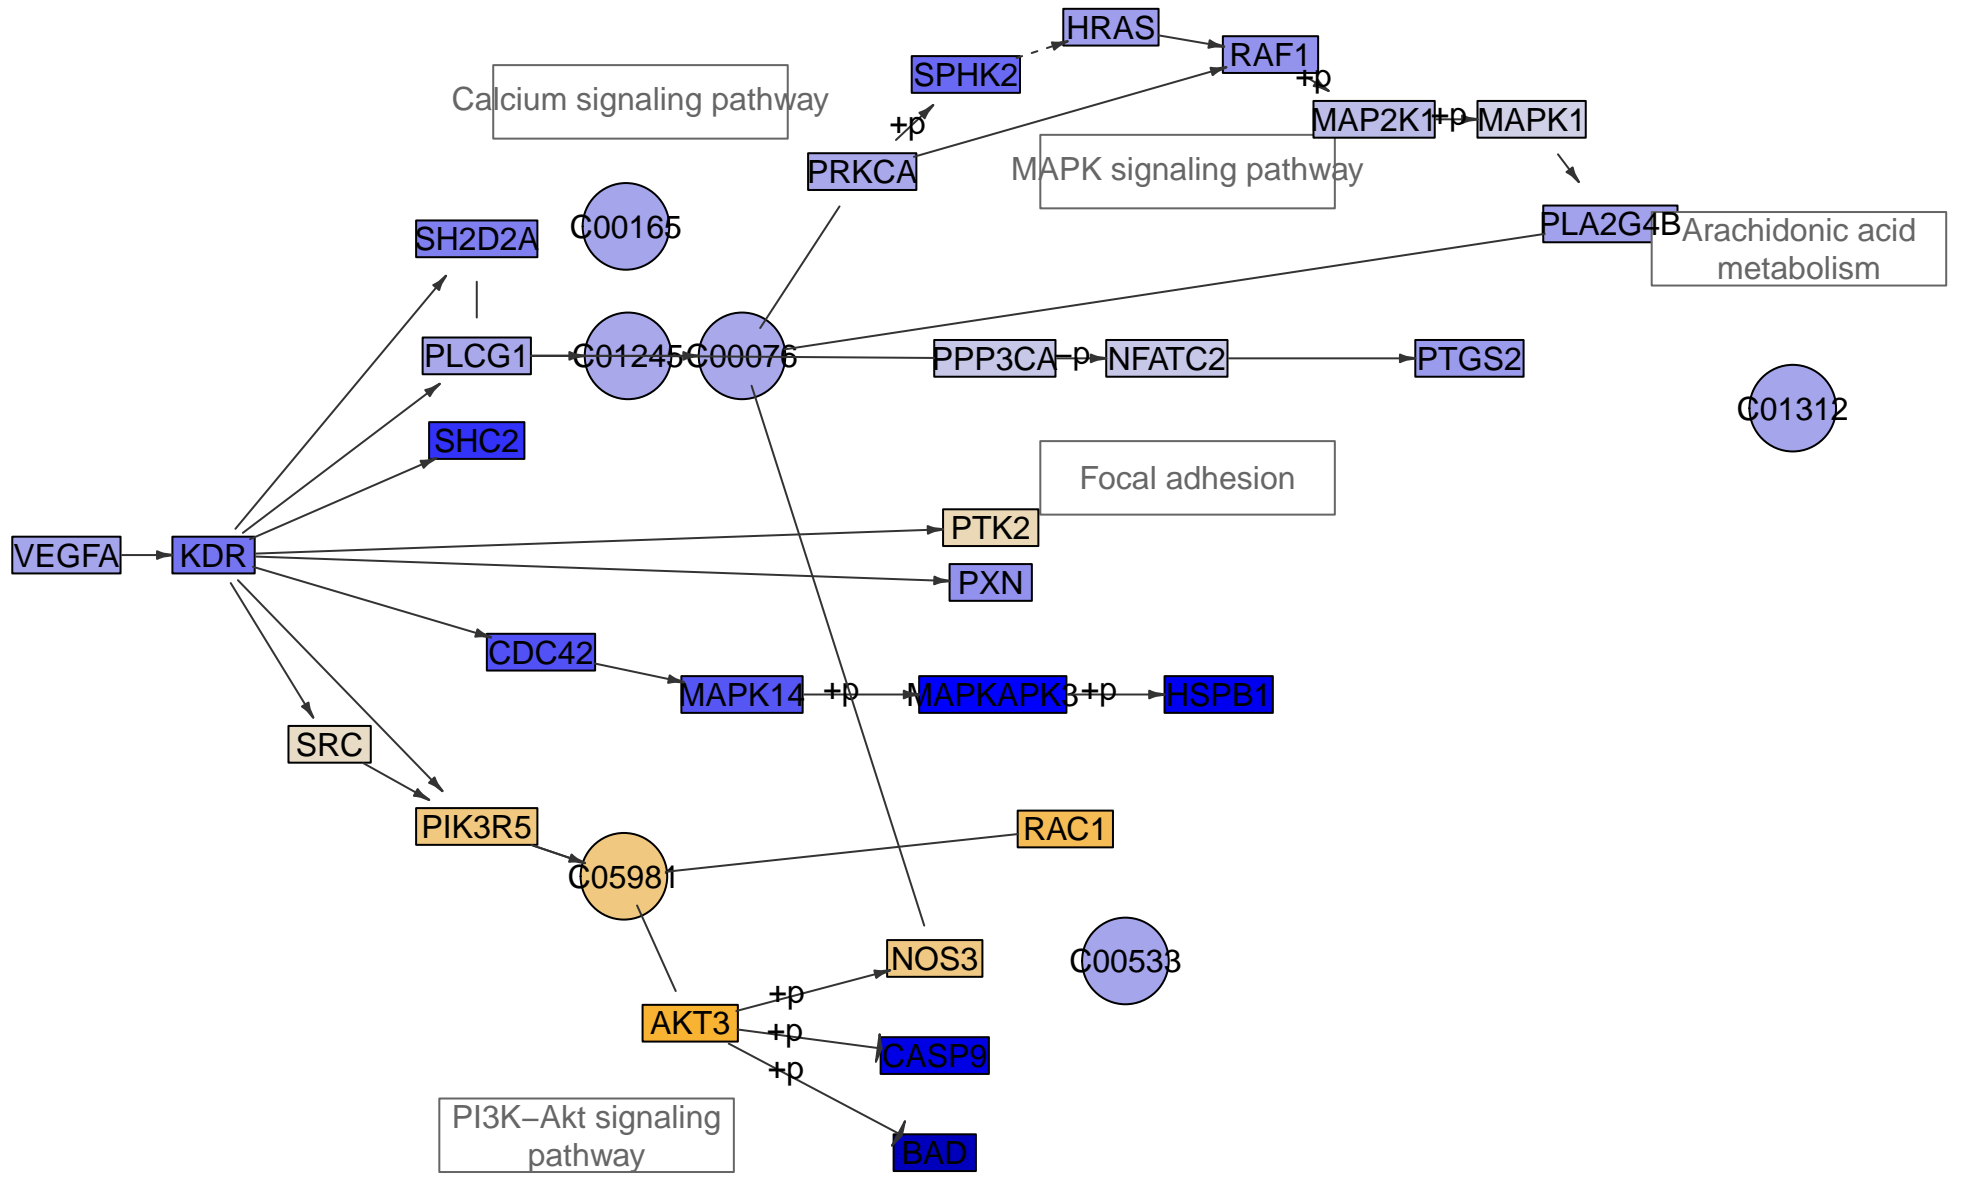 HRAS
RAF1
SPHK2
+p
Calcium signaling pathway
+p
MAP2K1
+p
MAPK1
PRKCA
MAPK signaling pathway
C00165
SH2D2A
PLA2G4B
Arachidonic acid
metabolism
PLCG1
C01245
C00076
PPP3CA
−p
NFATC2
PTGS2
C01312
SHC2
Focal adhesion
PTK2
VEGFA
KDR
PXN
CDC42
MAPK14
+p
MAPKAPK3
+p
HSPB1
SRC
PIK3R5
RAC1
C05981
NOS3
C00533
+p
AKT3
+p
CASP9
+p
PI3K−Akt signaling
pathway
BAD